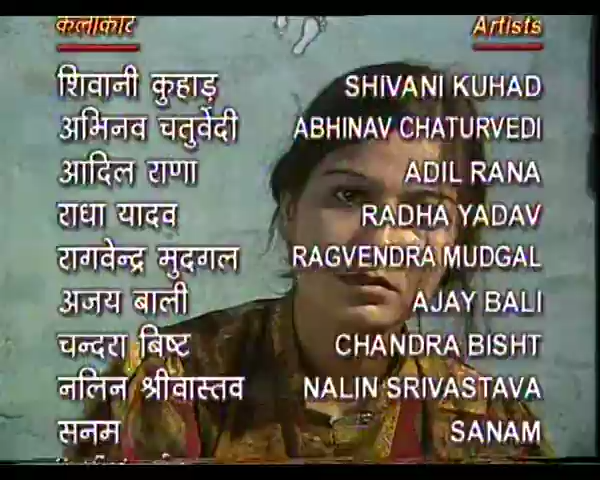 कलाकार Artists
शिवानी कुहाड़ SHIVANI KUHAD
अभिनव चतुर्वेदी ABHINAV CHATURVEDI
आदिल राणा ADIL RANA
राधा यादव RADHA YADAV
रागवेन्द्र मुदगल RAGVENDRA MUDGAL
अजय बाली AJAY BALI
चन्दरा बिष्ट CHANDRA BISHT
नलिन श्रीवास्तव NALIN SRIVASTAVA
सनम SANAM